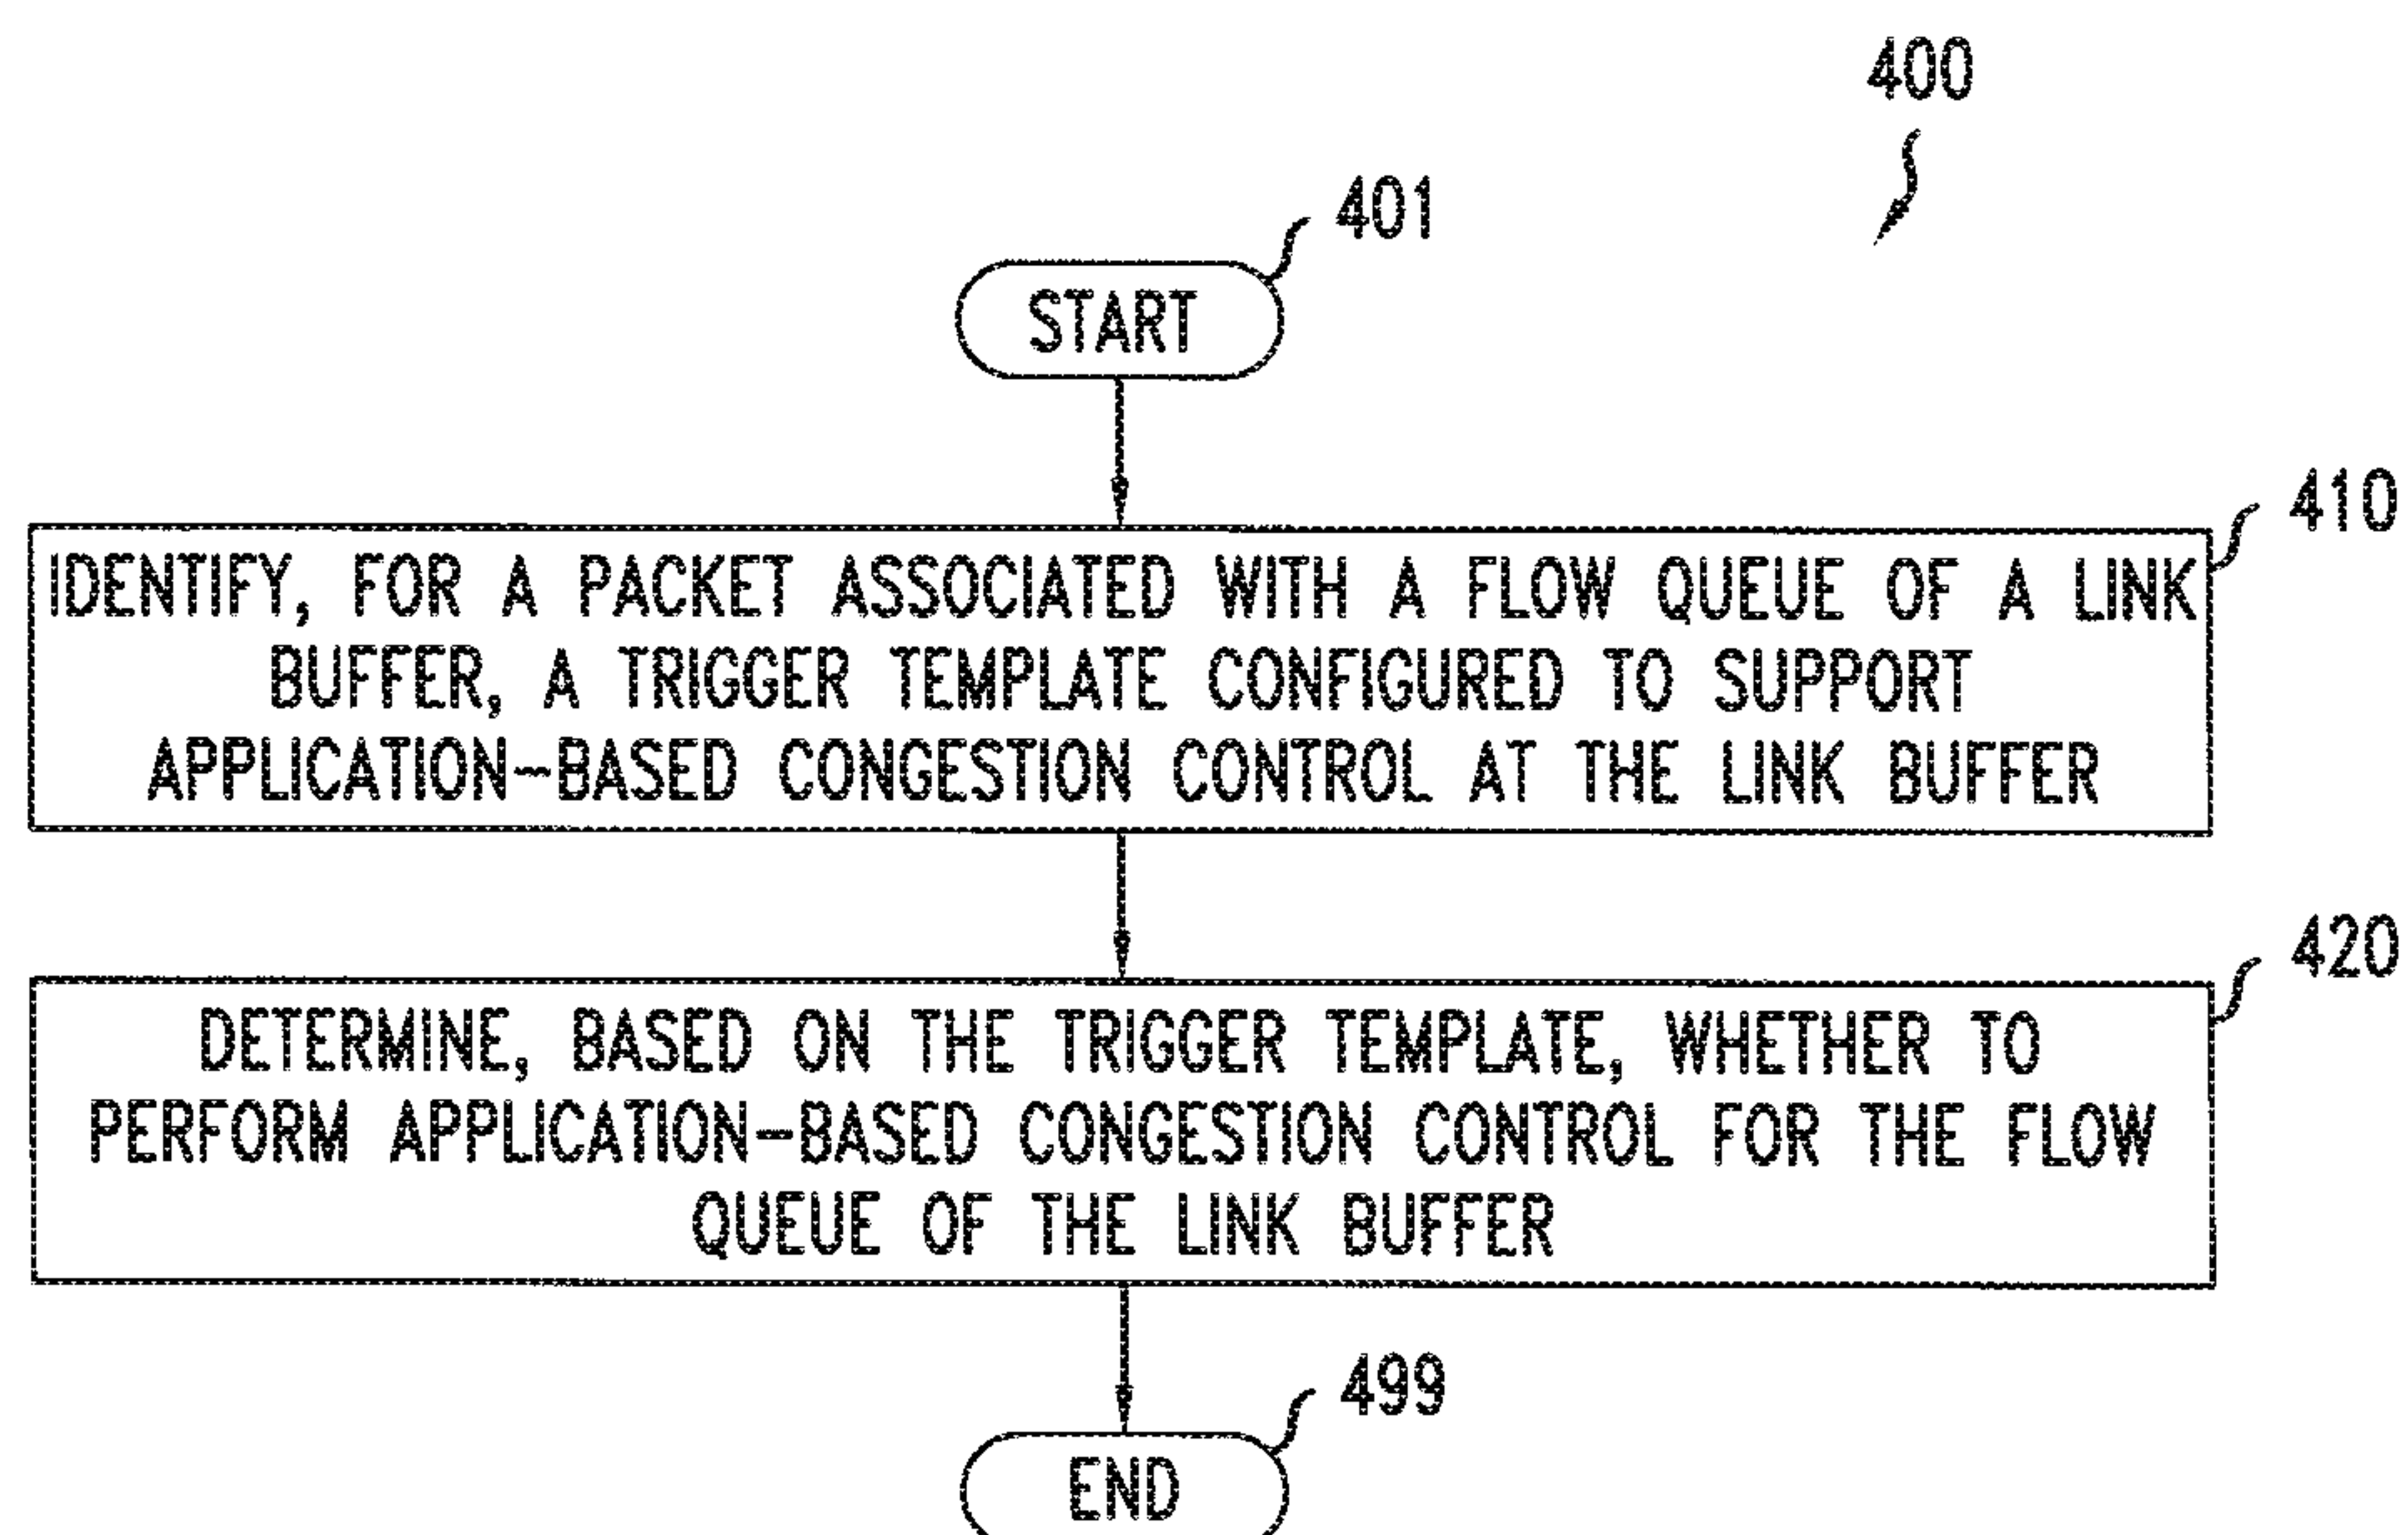 400
401
START
410
IDENTIFY, FOR A PACKET ASSOCIATED WITH A FLOW QUEUE OF A LINK
BUFFER, A TRIGGER TEMPLATE CONFIGURED TO SUPPORT
APPLICATION-BASED CONGESTION CONTROL AT THE LINK BUFFER
420
DETERMINE, BASED ON THE TRIGGER TEMPLATE, WHETHER TO
PERFORM APPLICATION-BASED CONGESTION CONTROL FOR THE FLOW
QUEUE OF THE LINK BUFFER
499
END